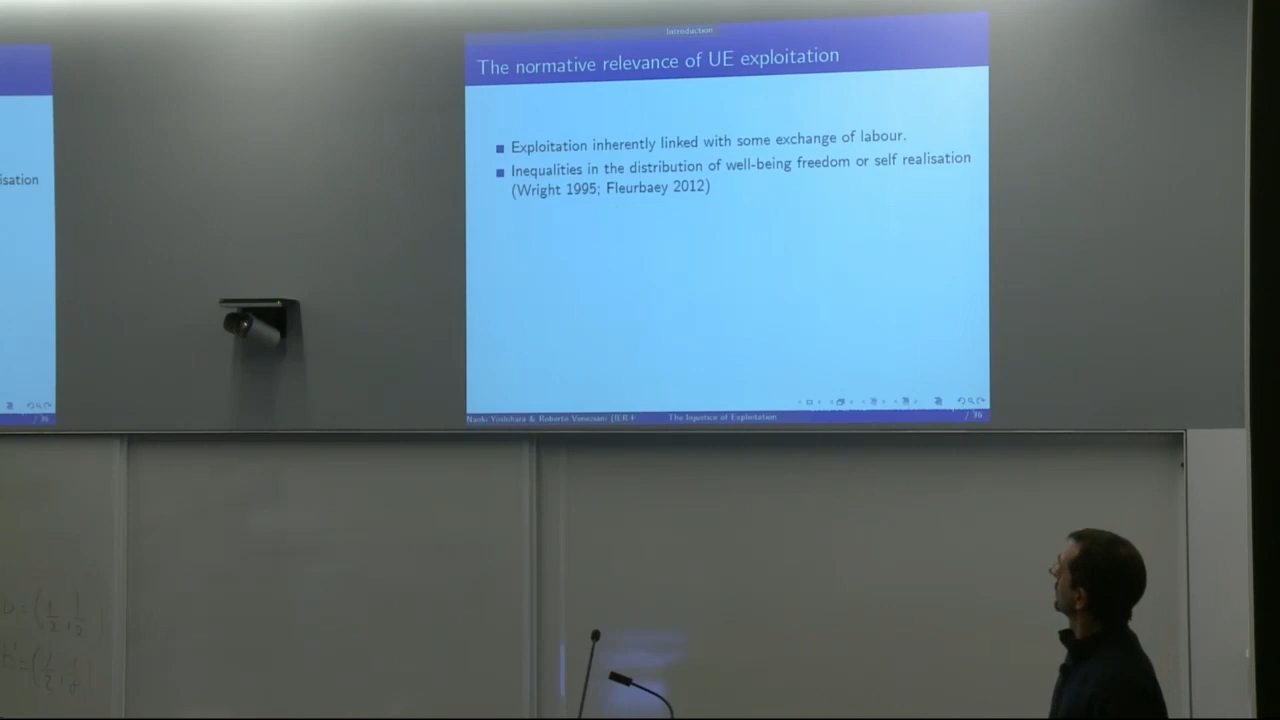 Introduction
The normative relevance of UE exploitation
Exploitation inherently linked with some exchange of labour.
Inequalities in the distribution of well-being freedom or self realisation
(Wright 1995; Fleurbaey 2012)
Naoki Yoshihara & Roberto Veneziani
The Injustice of Exploitation
/ 36
isation
/ 36